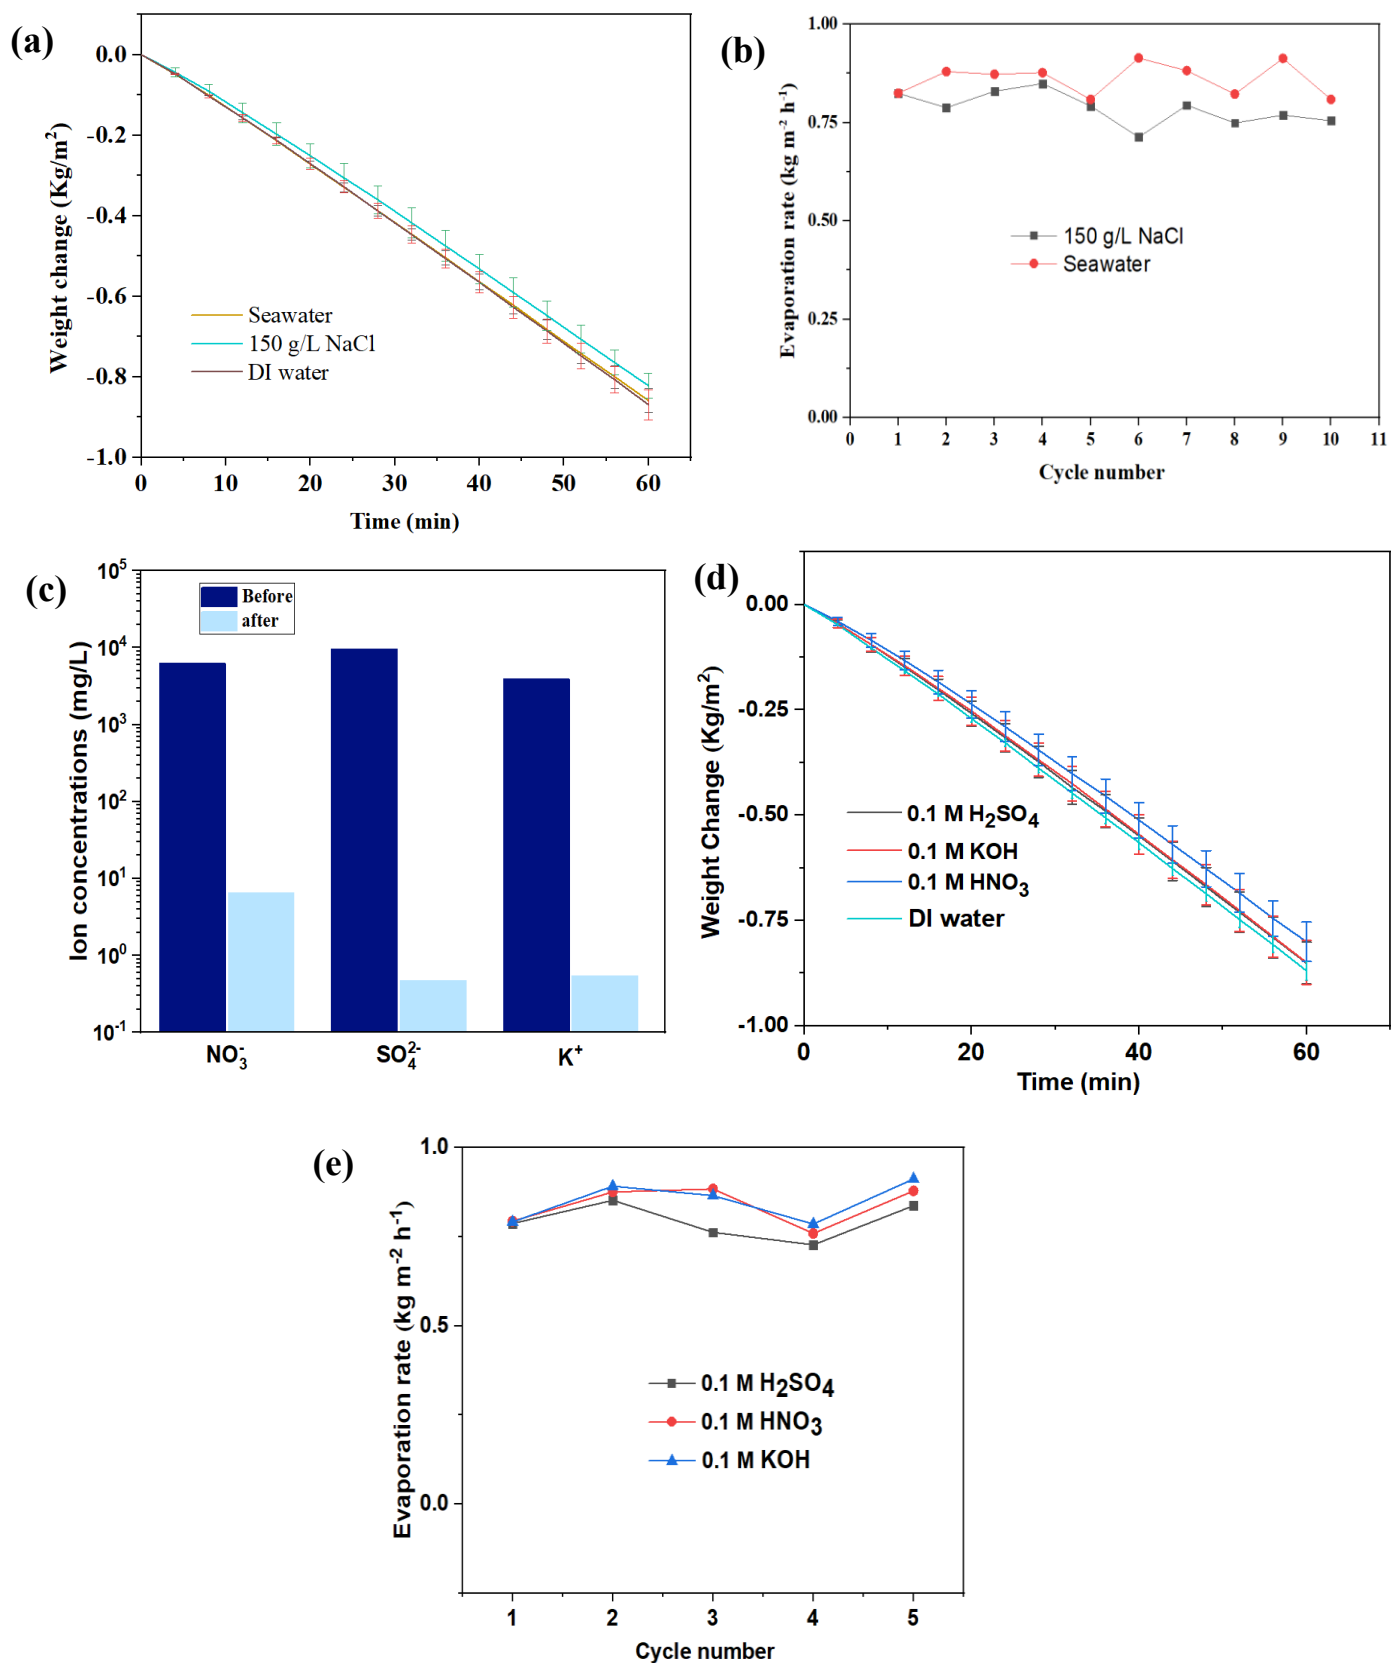 (a)
0.0
-0.2
-0.4
-0.6
-0.8
-1.0
Weight change (Kg/m²)
Seawater
150 g/L NaCl
DI water
0 10 20 30 40 50 60
Time (min)
(b)
1.00
0.75
0.50
0.25
0.00
Evaporation rate (kg m⁻² h⁻¹)
150 g/L NaCl
Seawater
0 1 2 3 4 5 6 7 8 9 10 11
Cycle number
(c)
10⁵
10⁴
10³
10²
10¹
10⁰
10⁻¹
Ion concentrations (mg/L)
Before
after
NO₃⁻ SO₄²⁻ K⁺
(d)
0.00
-0.25
-0.50
-0.75
-1.00
Weight Change (Kg/m²)
0.1 M H₂SO₄
0.1 M KOH
0.1 M HNO₃
DI water
0 20 40 60
Time (min)
(e)
1.0
0.5
0.0
Evaporation rate (kg m⁻² h⁻¹)
0.1 M H₂SO₄
0.1 M HNO₃
0.1 M KOH
1 2 3 4 5
Cycle number